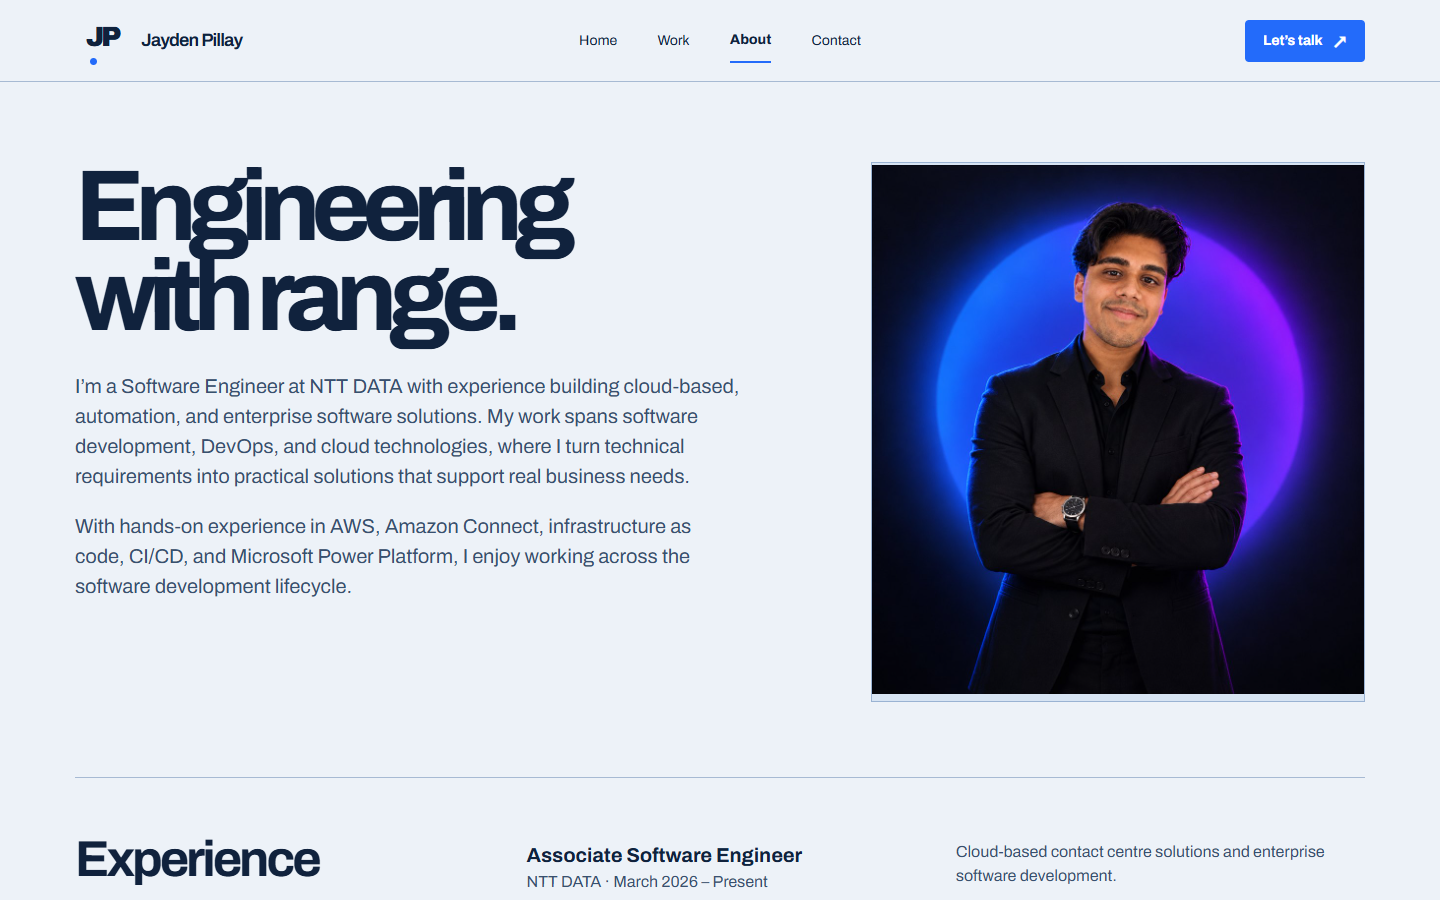 JP Jayden Pillay Home Work About Contact Let's talk ↗
Engineering
with range.
I'm a Software Engineer at NTT DATA with experience building cloud-based,
automation, and enterprise software solutions. My work spans software
development, DevOps, and cloud technologies, where I turn technical
requirements into practical solutions that support real business needs.
With hands-on experience in AWS, Amazon Connect, infrastructure as
code, CI/CD, and Microsoft Power Platform, I enjoy working across the
software development lifecycle.
Experience
Associate Software Engineer
NTT DATA · March 2026 – Present
Cloud-based contact centre solutions and enterprise
software development.